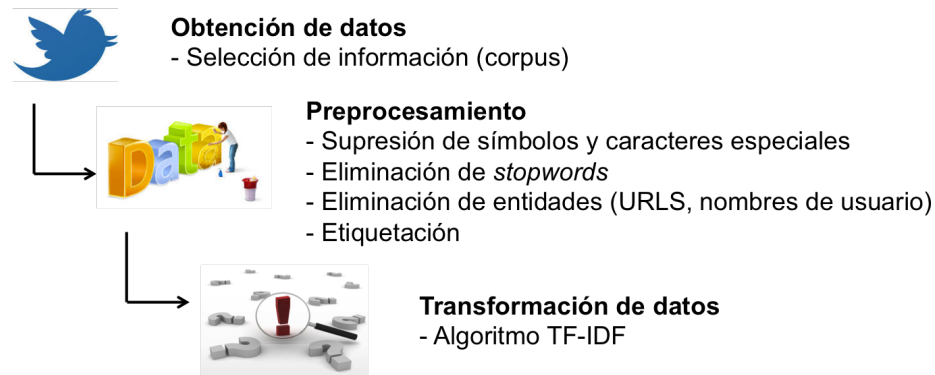 Obtención de datos
- Selección de información (corpus)
Preprocesamiento
- Supresión de símbolos y caracteres especiales
- Eliminación de stopwords
- Eliminación de entidades (URLS, nombres de usuario)
- Etiquetación
Data
Transformación de datos
- Algoritmo TF-IDF